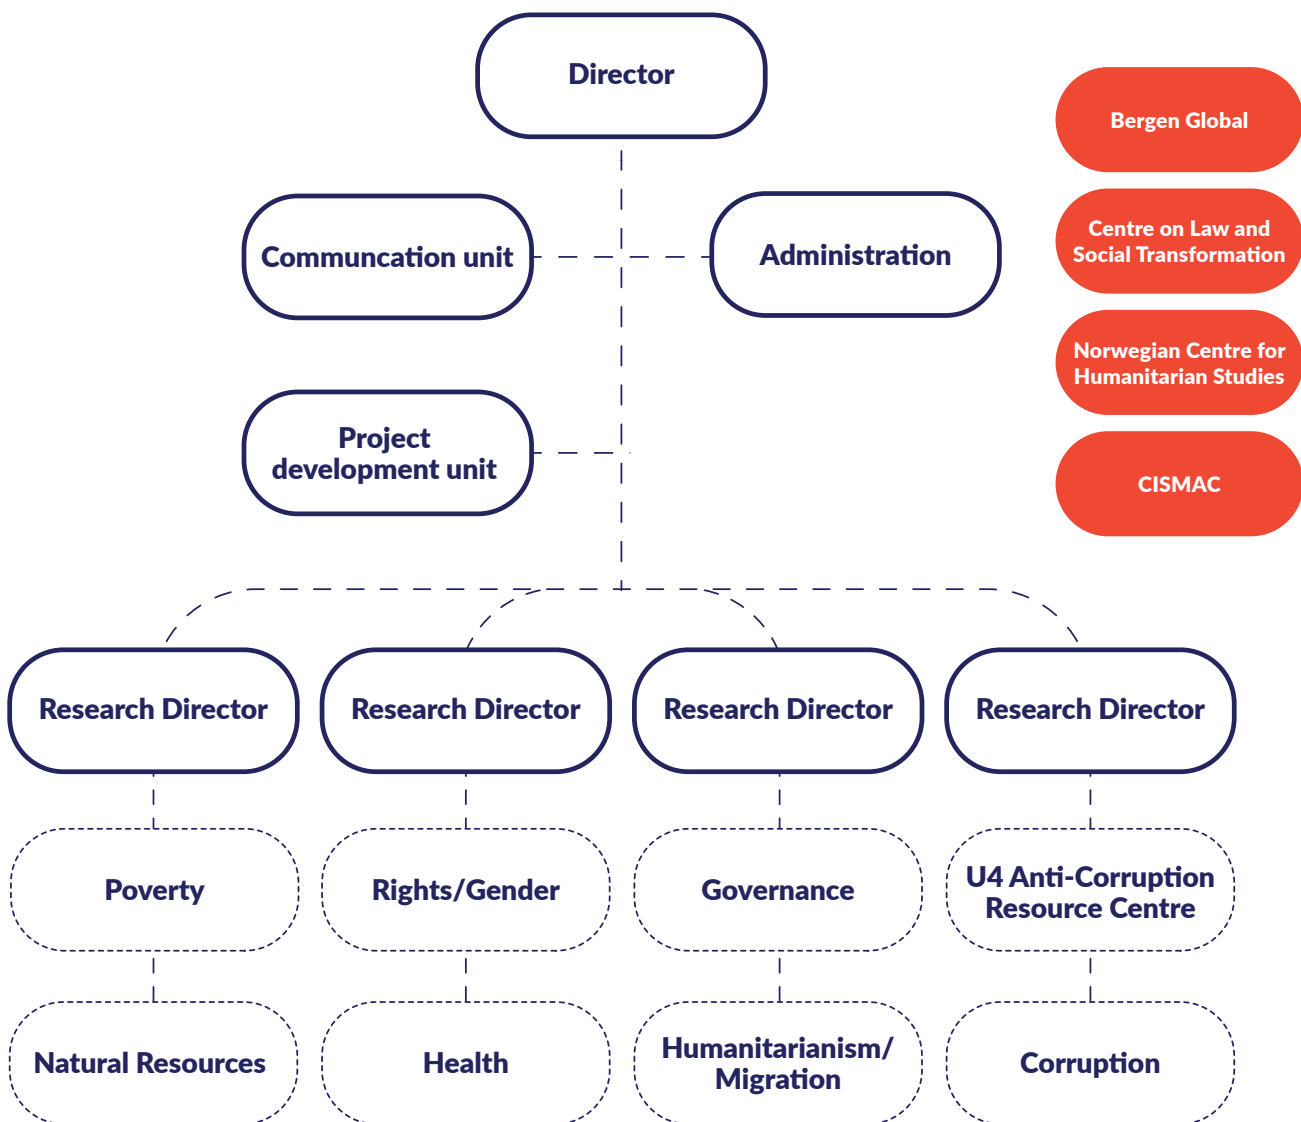 Director
Bergen Global
Centre on Law and
Social Transformation
Communcation unit
Administration
Norwegian Centre for
Humanitarian Studies
Project
development unit
CISMAC
Research Director
Research Director
Research Director
Research Director
Poverty
Rights/Gender
Governance
U4 Anti-Corruption
Resource Centre
Natural Resources
Health
Humanitarianism/
Migration
Corruption